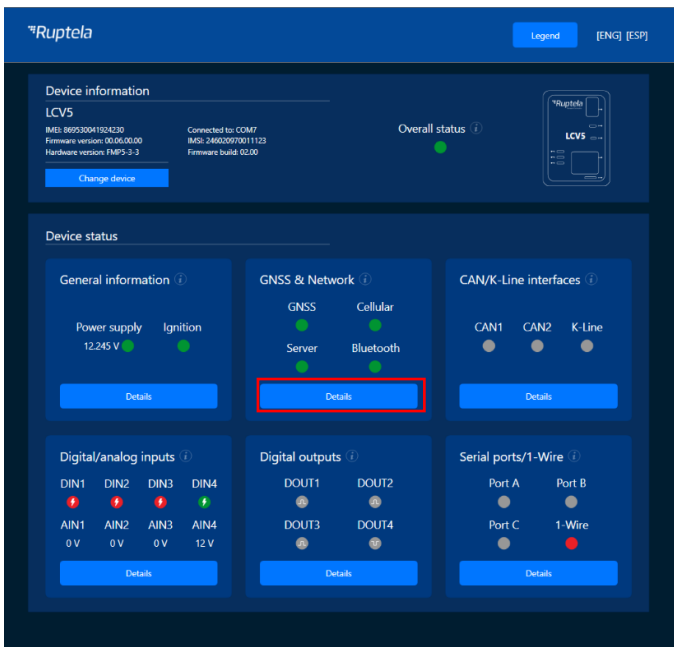 Ruptela
Legend [ENG] [ESP]
Device information
LCV5
IMEI: 869530041924230 Connected to: COM7
Firmware version: 00.06.00.00 IMSI: 246020970011123
Hardware version: FMP5-3-3 Firmware build: 02.00
Change device
Overall status
Ruptela
LCV5
Device status
General information
Power supply Ignition
12.245 V
Details
GNSS & Network
GNSS Cellular
Server Bluetooth
Details
CAN/K-Line interfaces
CAN1 CAN2 K-Line
Details
Digital/analog inputs
DIN1 DIN2 DIN3 DIN4
AIN1 AIN2 AIN3 AIN4
0 V 0 V 0 V 12 V
Details
Digital outputs
DOUT1 DOUT2
DOUT3 DOUT4
Details
Serial ports/1-Wire
Port A Port B
Port C 1-Wire
Details